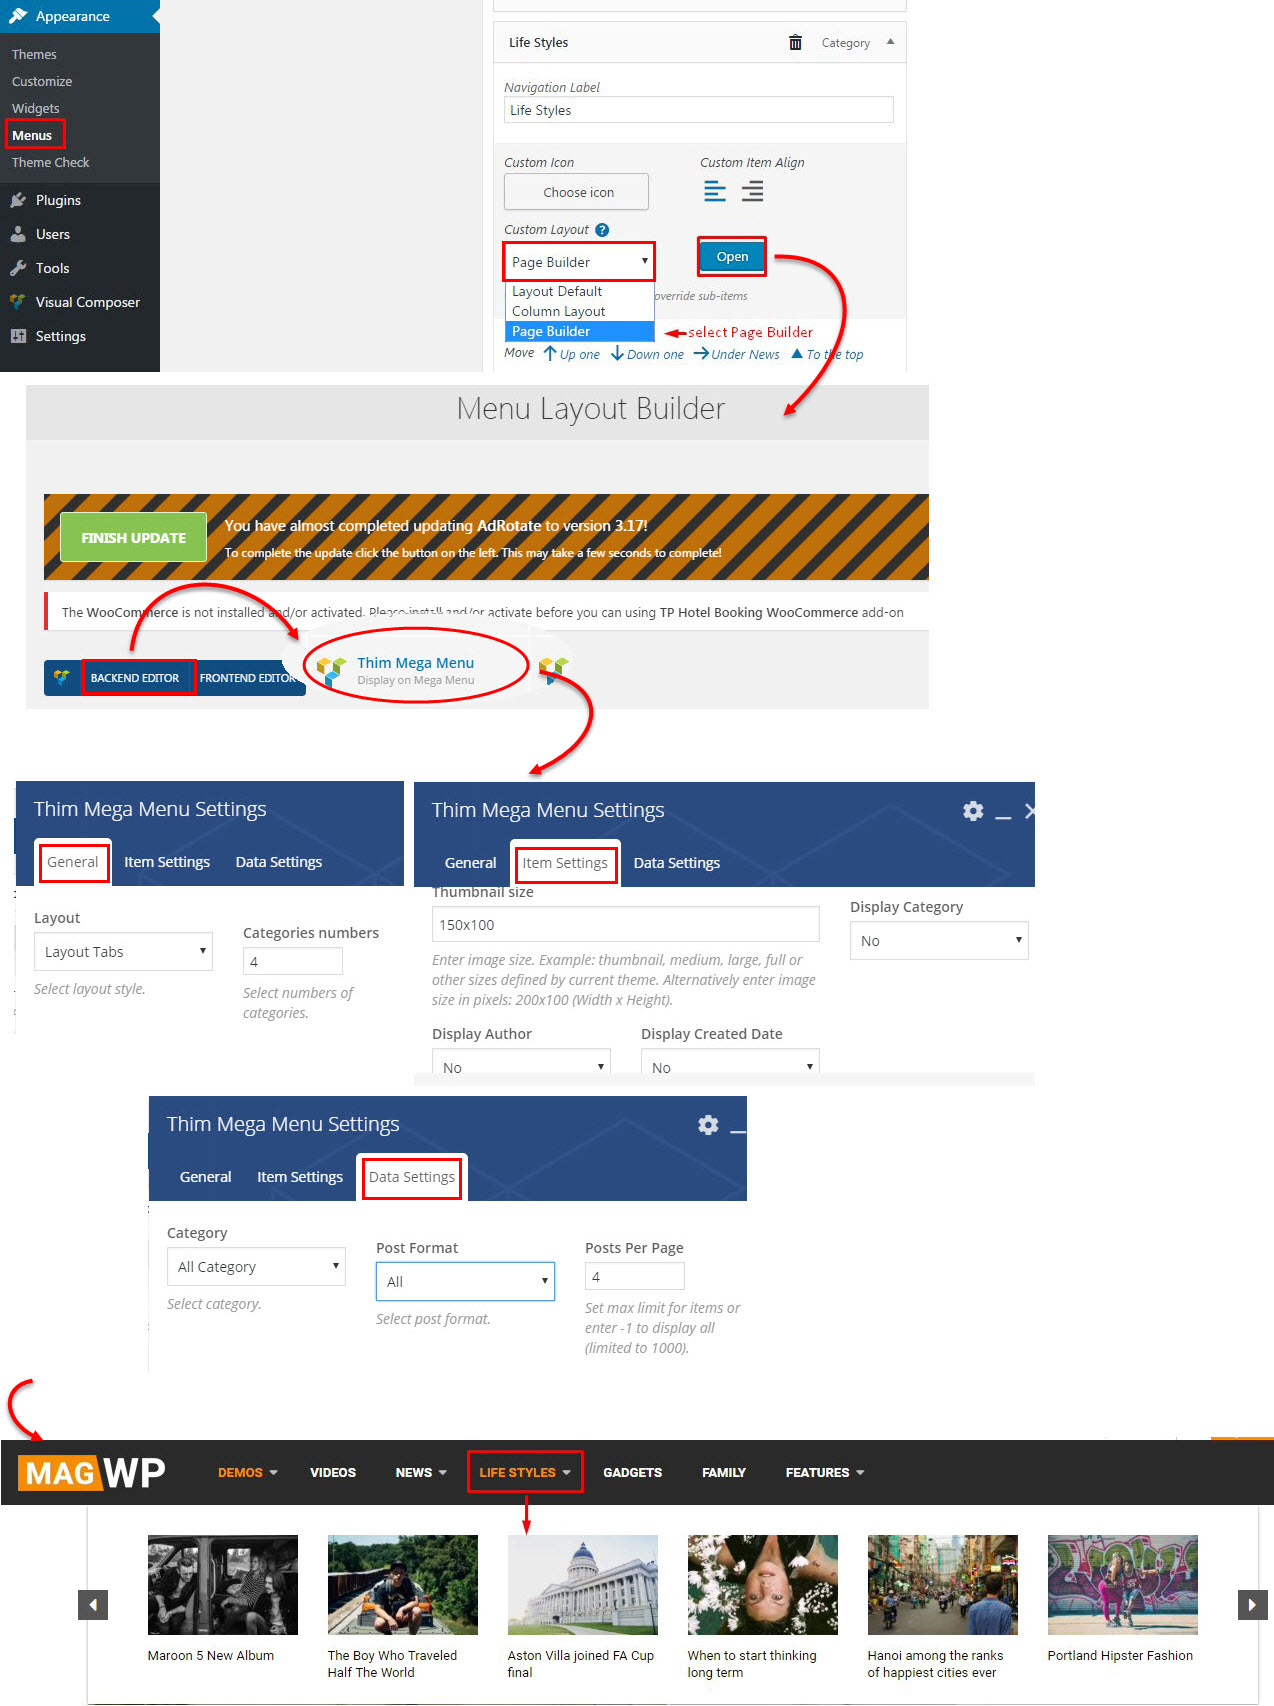 Appearance
Themes
Customize
Widgets
Menus
Theme Check
Plugins
Users
Tools
Visual Composer
Settings
Life Styles
Category
Navigation Label
Life Styles
Custom Icon
Custom Item Align
Choose icon
Custom Layout ?
Page Builder
Open
Layout Default
override sub-items
Column Layout
Page Builder
select Page Builder
Move Up one Down one Under News To the top
Menu Layout Builder
FINISH UPDATE
You have almost completed updating AdRotate to version 3.17!
To complete the update click the button on the left. This may take a few seconds to complete!
The WooCommerce is not installed and/or activated. Please install and/or activate before you can using TP Hotel Booking WooCommerce add-on
BACKEND EDITOR
FRONTEND EDITOR
Thim Mega Menu
Display on Mega Menu
Thim Mega Menu Settings
General Item Settings Data Settings
Layout
Layout Tabs
Select layout style.
Categories numbers
4
Select numbers of
categories.
Thim Mega Menu Settings
General Item Settings Data Settings
Thumbnail size
150x100
Enter image size. Example: thumbnail, medium, large, full or
other sizes defined by current theme. Alternatively enter image
size in pixels: 200x100 (Width x Height).
Display Category
No
Display Author
No
Display Created Date
No
Thim Mega Menu Settings
General Item Settings Data Settings
Category
All Category
Select category.
Post Format
All
Select post format.
Posts Per Page
4
Set max limit for items or
enter -1 to display all
(limited to 1000).
MAGWP
DEMOS VIDEOS NEWS LIFE STYLES GADGETS FAMILY FEATURES
Maroon 5 New Album
The Boy Who Traveled
Half The World
Aston Villa joined FA Cup
final
When to start thinking
long term
Hanoi among the ranks
of happiest cities ever
Portland Hipster Fashion